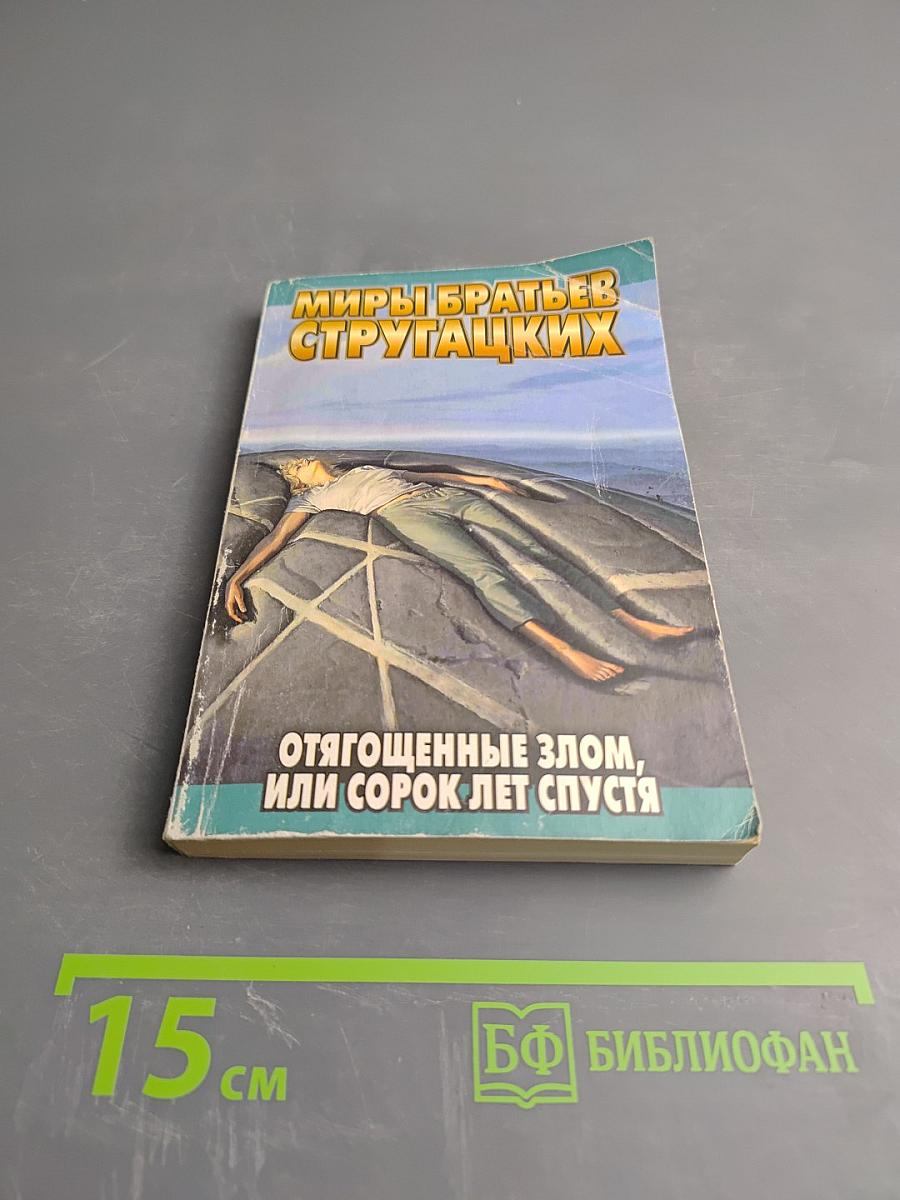 МИРЫ БРАТЬЕВ
СТРУГАЦКИХ
ОТЯГОЩЕННЫЕ ЗЛОМ,
ИЛИ СОРОК ЛЕТ СПУСТЯ
15 СМ
БФ БИБЛИОФАН